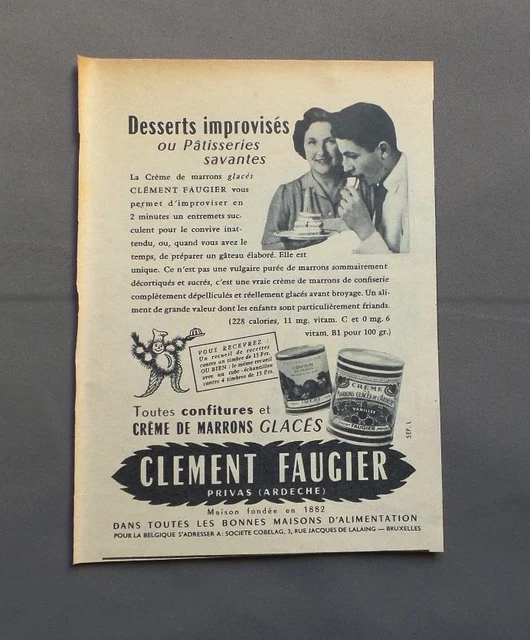 Desserts improvisés
ou Pâtisseries
savantes
La Crème de marrons glacés
CLÉMENT FAUGIER vous
permet d'improviser en
2 minutes un entremets suc-
culent pour le convive inat-
tendu, ou, quand vous avez le
temps, de préparer un gâteau élaboré. Elle est
unique. Ce n'est pas une vulgaire purée de marrons sommairement
décortiqués et sucrés, c'est une vraie crème de marrons de confiserie
complètement dépelliculés et réellement glacés avant broyage. Un ali-
ment de grande valeur dont les enfants sont particulièrement friands.
(228 calories, 11 mg. vitam. C et 0 mg. 6
vitam. B1 pour 100 gr.)
VOUS RECEVREZ :
Un recueil de recettes
contre un timbre de 15 Frs.
OU BIEN : le même recueil
avec un tube-échantillon
contre 4 timbres de 15 Frs.
CRÈME
DE
MARRONS GLACÉS DE L'ARDÈCHE
VANILLÉE
CLEMENT FAUGIER
Toutes confitures et
CRÈME DE MARRONS GLACÉS
SEP. L
CLEMENT FAUGIER
PRIVAS (ARDECHE)
Maison fondée en 1882
DANS TOUTES LES BONNES MAISONS D'ALIMENTATION
POUR LA BELGIQUE S'ADRESSER A : SOCIETE COBELAG, 3, RUE JACQUES DE LALAING — BRUXELLES